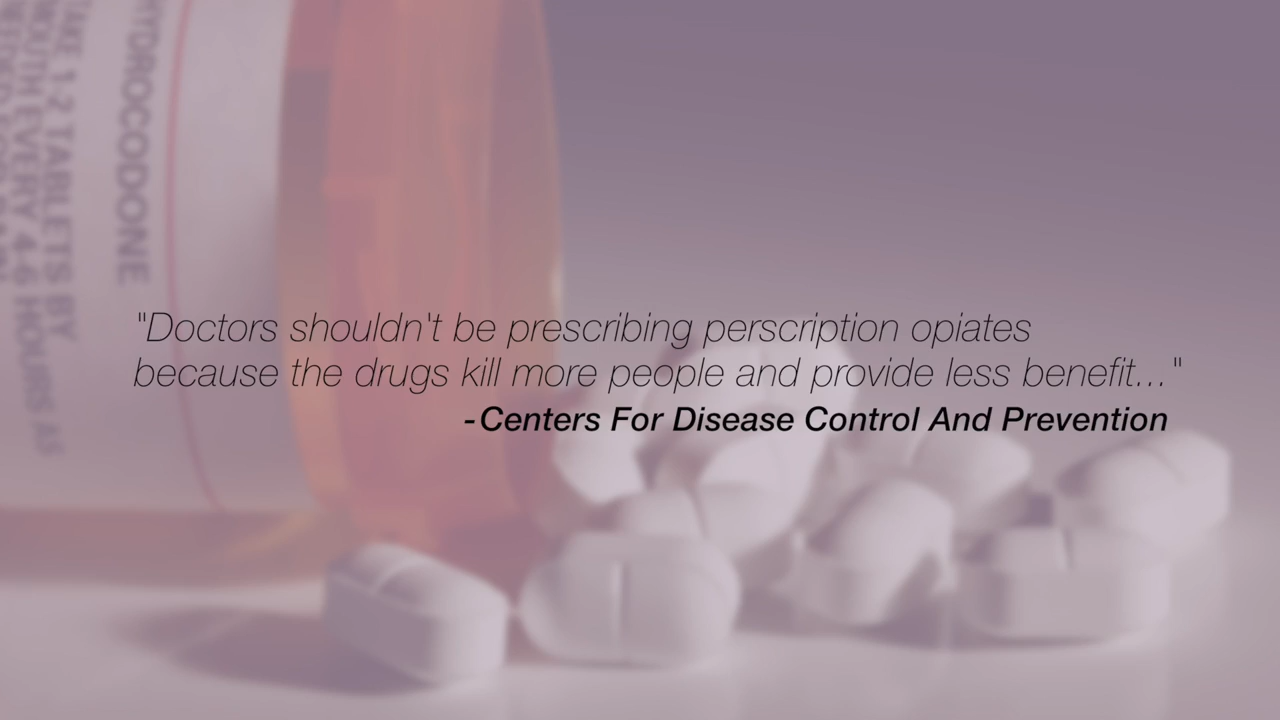 HYDROCODONE
TAKE 1-2 TABLETS BY
MOUTH EVERY 4-6 HOURS AS
"Doctors shouldn't be prescribing perscription opiates
because the drugs kill more people and provide less benefit..."
-Centers For Disease Control And Prevention